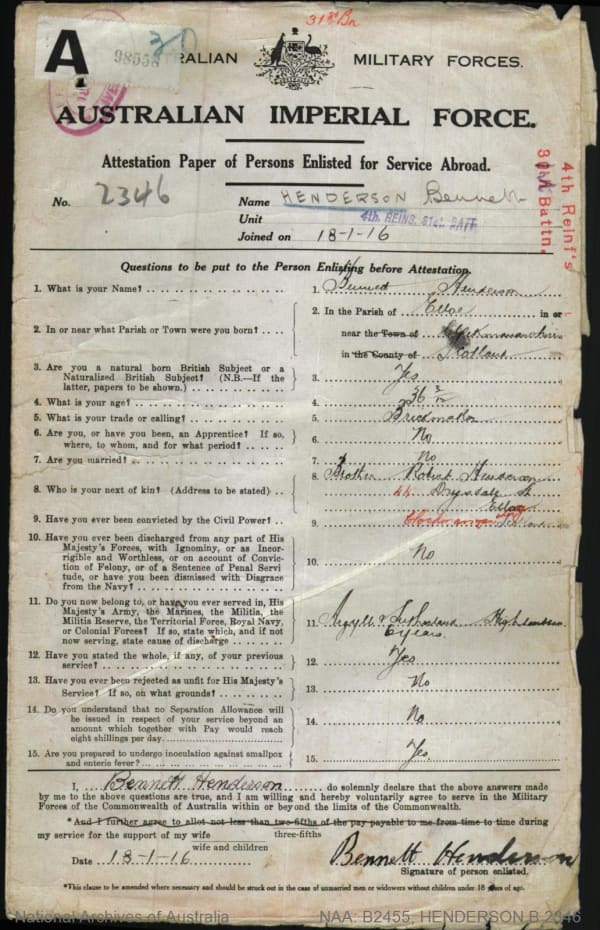 31st Bn
A
98558
RALIAN MILITARY FORCES.
AUSTRALIAN IMPERIAL FORCE.
Attestation Paper of Persons Enlisted for Service Abroad.
4th Reinf's
Battn.
No. 2346 Name HENDERSON Bennett
Unit 4th. REINS. 31st. BATT
Joined on 18-1-16
Questions to be put to the Person Enlisting before Attestation.
1. What is your Name? 1. Bennett Henderson
2. In or near what Parish or Town were you born? 2. In the Parish of in or
near the Town of
in the County of Scotland
3. Are you a natural born British Subject or a
Naturalized British Subject? (N.B.—If the
latter, papers to be shown.) 3. Yes
4. What is your age? 4. 36
5. What is your trade or calling? 5. Brickmaker
6. Are you, or have you been, an Apprentice? If so,
where, to whom, and for what period? 6. No
7. Are you married? 7. No
8. Who is your next of kin? (Address to be stated) 8. Brother Robert Henderson
44 Drysdale St
9. Have you ever been convicted by the Civil Power? 9.
10. Have you ever been discharged from any part of His
Majesty's Forces, with Ignominy, or as Incor-
rigible and Worthless, or on account of Convic-
tion of Felony, or of a Sentence of Penal Servi
tude, or have you been Dismissed with Disgrace
from the Navy? 10. No
11. Do you now belong to, or have you ever served in, His
Majesty's Army, the Marines, the Militia, the
Militia Reserve, the Territorial Force, Royal Navy,
or Colonial Forces? If so, state which, and if not
now serving, state cause of discharge 11. Argyll & Sutherland Highlanders
6 years.
12. Have you stated the whole, if any, of your previous
service? 12. Yes
13. Have you ever been rejected as unfit for His Majesty's
Service? If so, on what grounds? 13. No
14. Do you understand that no Separation Allowance will
be issued in respect of your service beyond an
amount which together with Pay would reach
eight shillings per day 14. No
15. Are you prepared to undergo inoculation against smallpox
and enteric fever? 15. Yes
I, Bennett Henderson do solemnly declare that the above answers made
by me to the above questions are true, and I am willing and hereby voluntarily agree to serve in the Military
Forces of the Commonwealth of Australia within or beyond the limits of the Commonwealth.
*And I further agree to allot not less than two-fifths of the pay payable to me from time to time during
three-fifths
my service for the support of my wife
wife and children
Date 18-1-16 Bennett Henderson
Signature of person enlisted.
*This clause to be amended where necessary and should be struck out in the case of unmarried men or widowers without children under 18 years of age.
National Archives of Australia NAA: B2455, HENDERSON B 2346